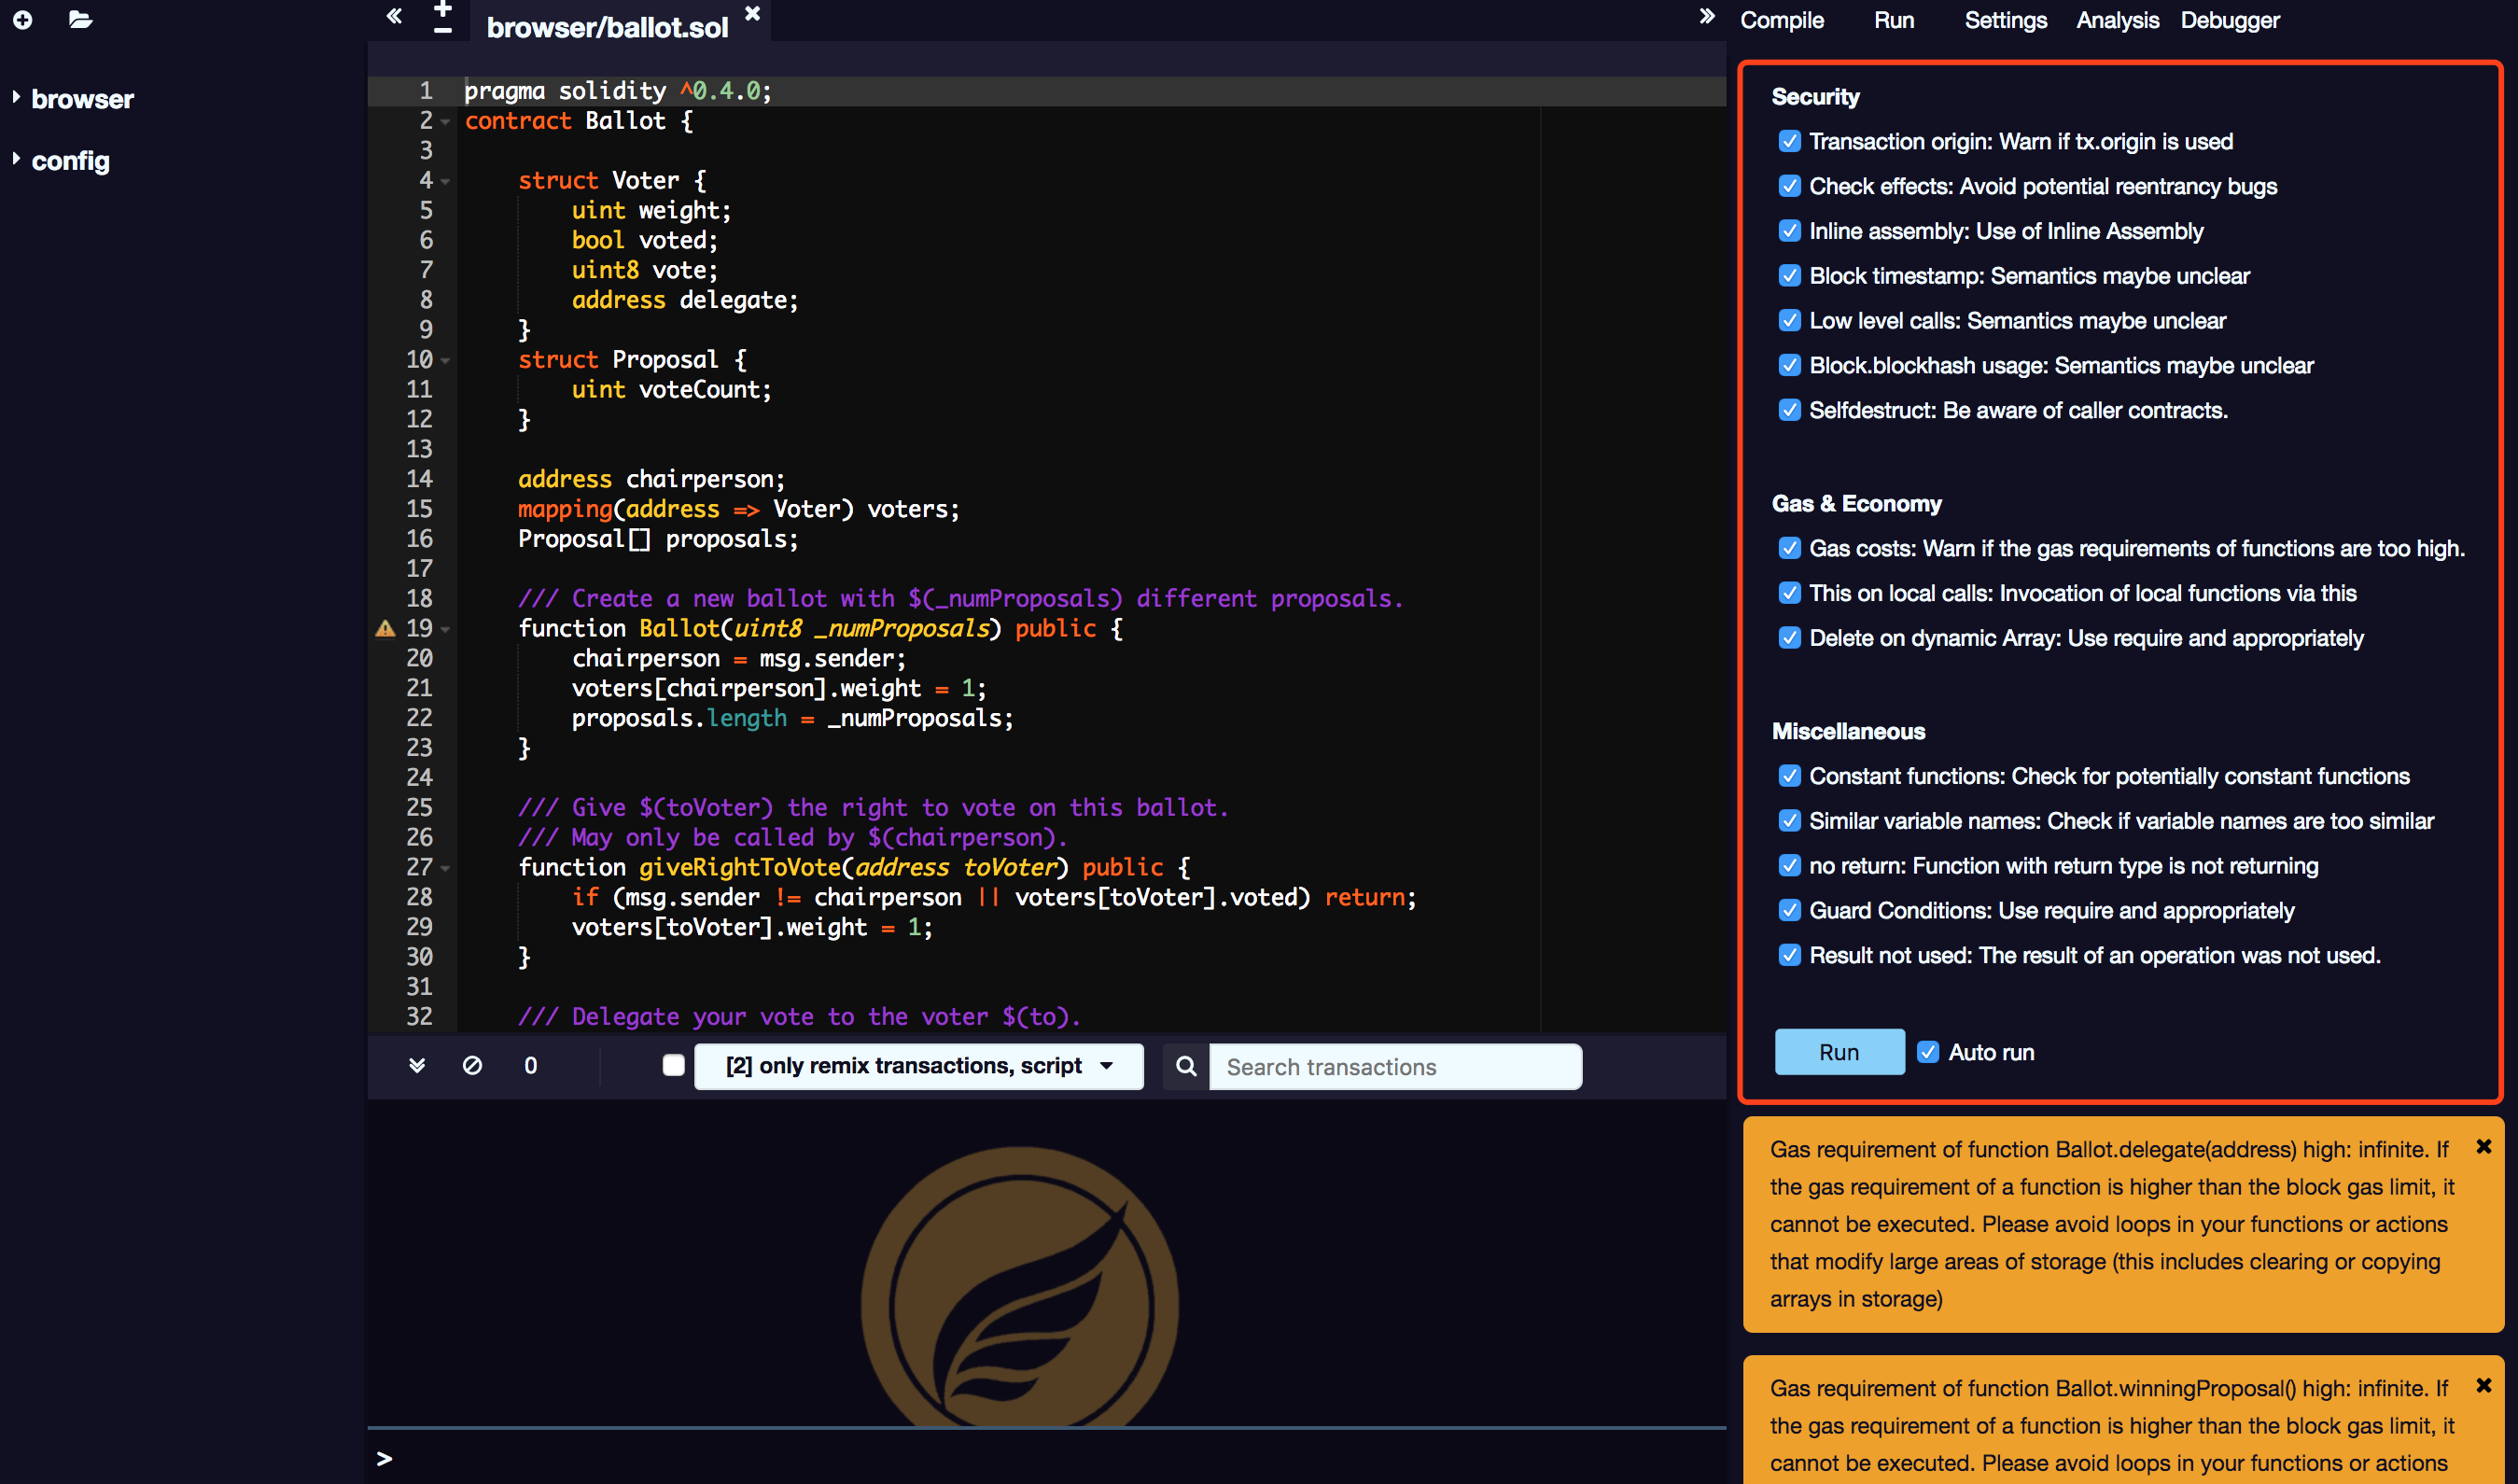 browser
config
browser/ballot.sol
1 pragma solidity ^0.4.0;
2 contract Ballot {
3
4 struct Voter {
5 uint weight;
6 bool voted;
7 uint8 vote;
8 address delegate;
9 }
10 struct Proposal {
11 uint voteCount;
12 }
13
14 address chairperson;
15 mapping(address => Voter) voters;
16 Proposal[] proposals;
17
18 /// Create a new ballot with $(_numProposals) different proposals.
19 function Ballot(uint8 _numProposals) public {
20 chairperson = msg.sender;
21 voters[chairperson].weight = 1;
22 proposals.length = _numProposals;
23 }
24
25 /// Give $(toVoter) the right to vote on this ballot.
26 /// May only be called by $(chairperson).
27 function giveRightToVote(address toVoter) public {
28 if (msg.sender != chairperson || voters[toVoter].voted) return;
29 voters[toVoter].weight = 1;
30 }
31
32 /// Delegate your vote to the voter $(to).
0
[2] only remix transactions, script
Search transactions
>
Compile Run Settings Analysis Debugger
Security
Transaction origin: Warn if tx.origin is used
Check effects: Avoid potential reentrancy bugs
Inline assembly: Use of Inline Assembly
Block timestamp: Semantics maybe unclear
Low level calls: Semantics maybe unclear
Block.blockhash usage: Semantics maybe unclear
Selfdestruct: Be aware of caller contracts.
Gas & Economy
Gas costs: Warn if the gas requirements of functions are too high.
This on local calls: Invocation of local functions via this
Delete on dynamic Array: Use require and appropriately
Miscellaneous
Constant functions: Check for potentially constant functions
Similar variable names: Check if variable names are too similar
no return: Function with return type is not returning
Guard Conditions: Use require and appropriately
Result not used: The result of an operation was not used.
Run Auto run
Gas requirement of function Ballot.delegate(address) high: infinite. If
the gas requirement of a function is higher than the block gas limit, it
cannot be executed. Please avoid loops in your functions or actions
that modify large areas of storage (this includes clearing or copying
arrays in storage)
Gas requirement of function Ballot.winningProposal() high: infinite. If
the gas requirement of a function is higher than the block gas limit, it
cannot be executed. Please avoid loops in your functions or actions